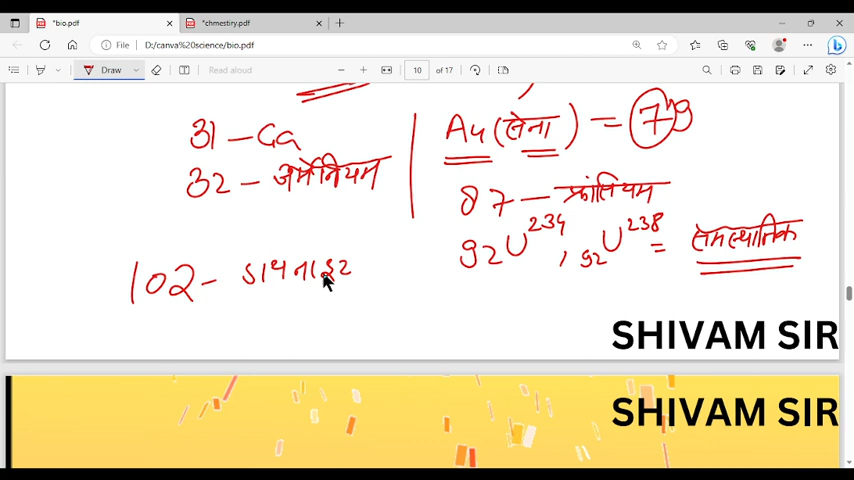 *bio.pdf
*chmestiry.pdf
File D:/canva%20science/bio.pdf
Draw
Read aloud
10 of 17
31 - Ga
32 - जर्मेनियम
Au (सोना) = 79
87 - फ्रांसियम
92U234, 92U238 = समस्थानिक
102 -
SHIVAM SIR
SHIVAM SIR